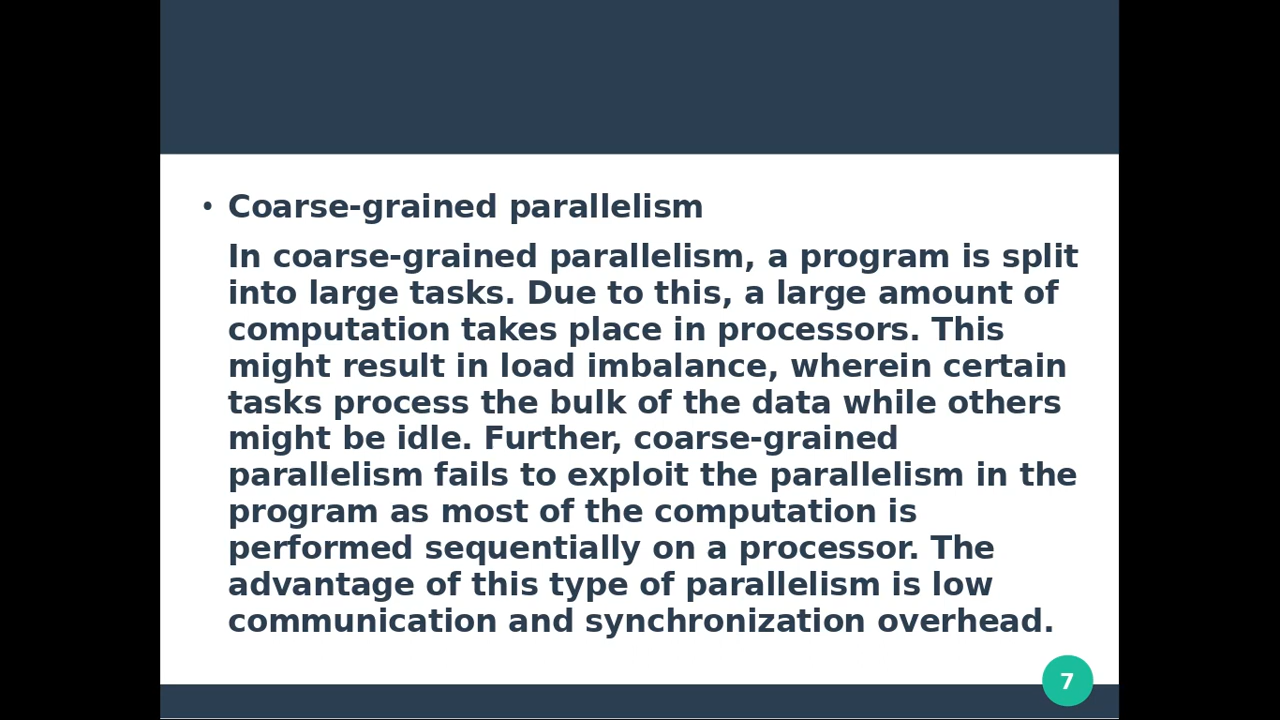 • Coarse-grained parallelism
In coarse-grained parallelism, a program is split
into large tasks. Due to this, a large amount of
computation takes place in processors. This
might result in load imbalance, wherein certain
tasks process the bulk of the data while others
might be idle. Further, coarse-grained
parallelism fails to exploit the parallelism in the
program as most of the computation is
performed sequentially on a processor. The
advantage of this type of parallelism is low
communication and synchronization overhead.
7